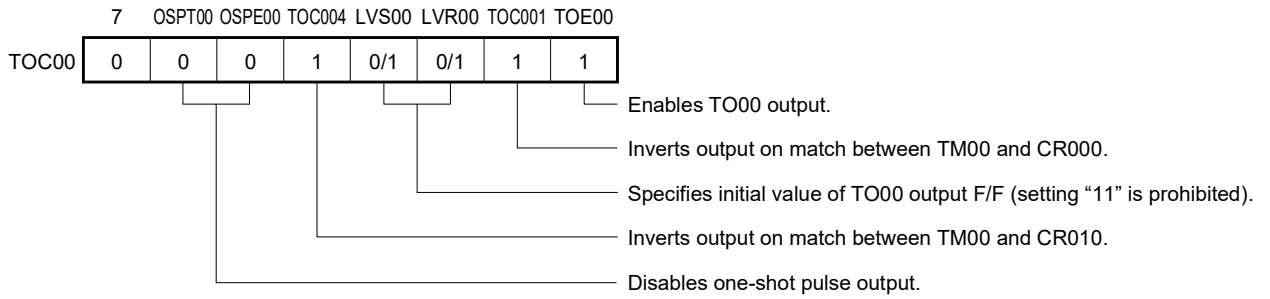 7 OSPT00 OSPE00 TOC004 LVS00 LVR00 TOC001 TOE00
TOC00 0 0 0 1 0/1 0/1 1 1
Enables TO00 output.
Inverts output on match between TM00 and CR000.
Specifies initial value of TO00 output F/F (setting “11” is prohibited).
Inverts output on match between TM00 and CR010.
Disables one-shot pulse output.